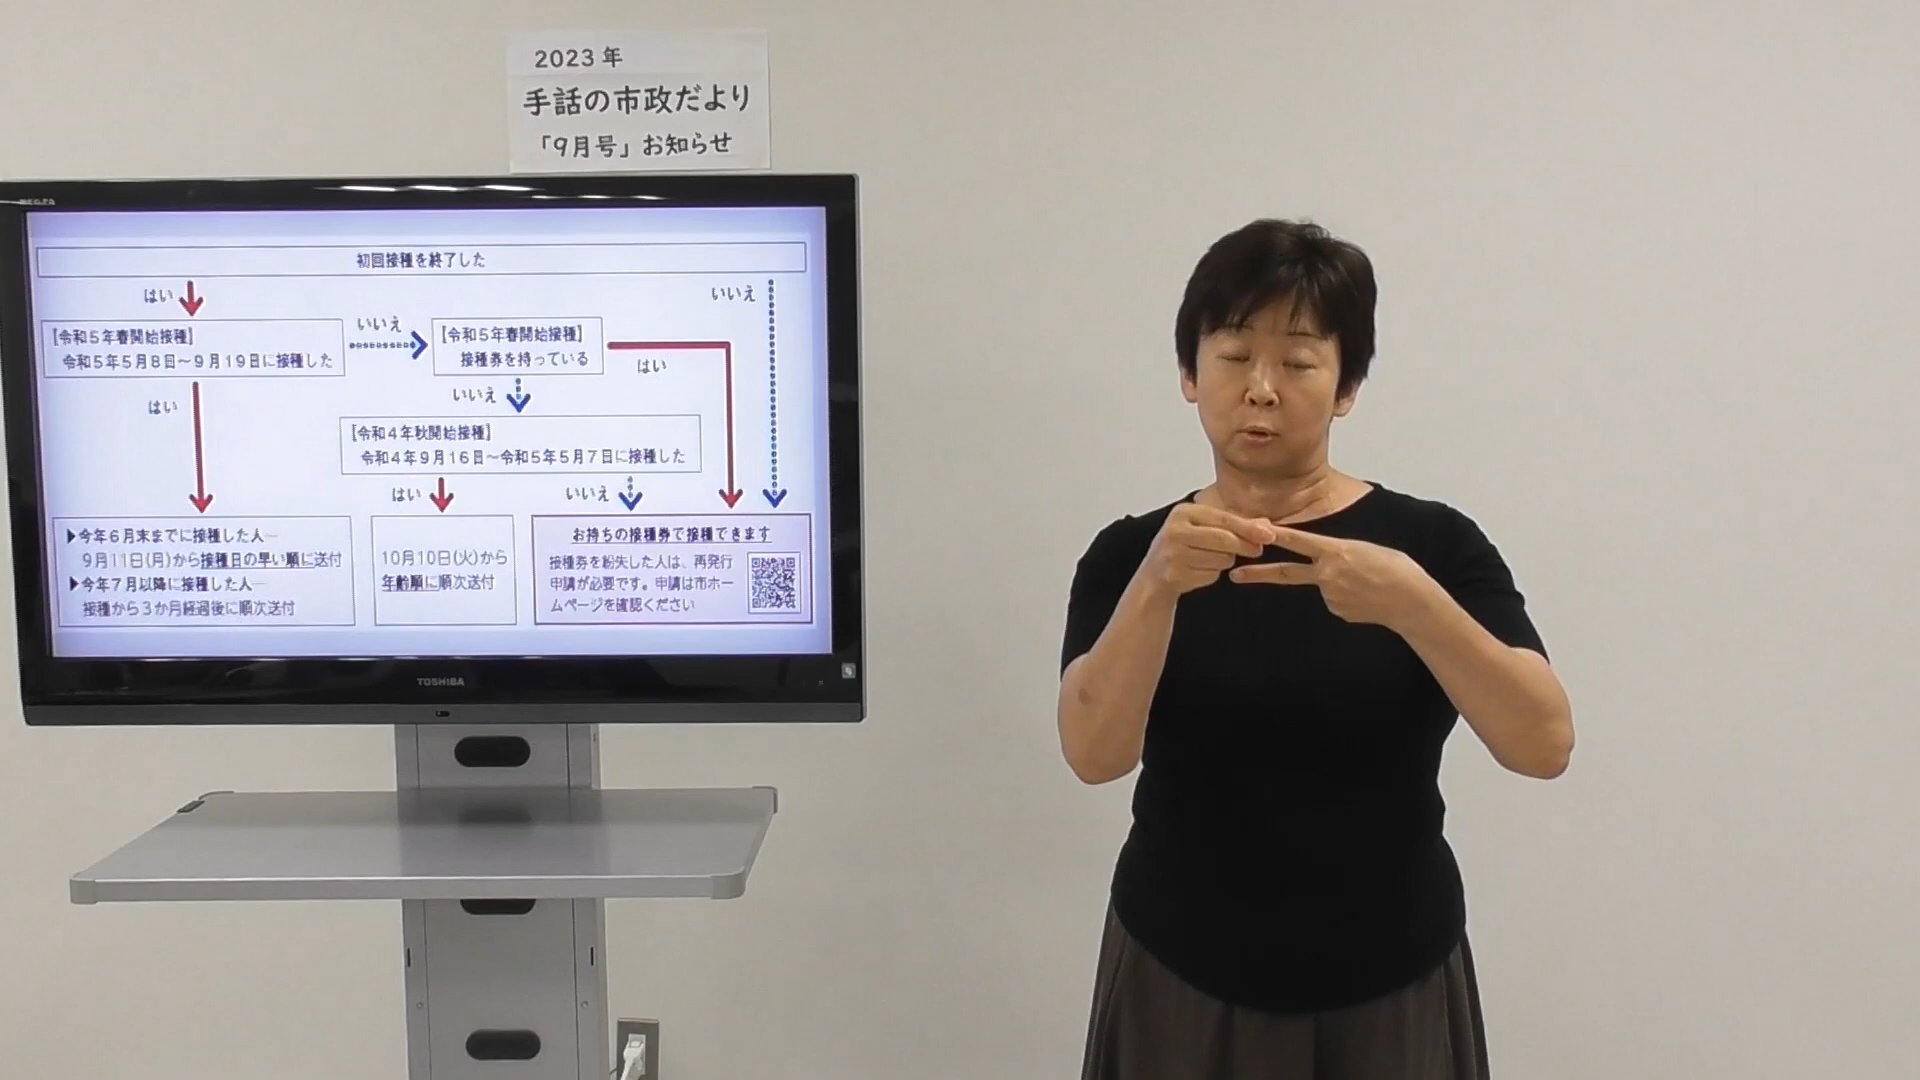 2023年
手話の市政だより
「9月号」お知らせ
初回接種を終了した
はい
いいえ
【令和5年春開始接種】
令和5年5月8日～9月19日に接種した
いいえ
【令和5年春開始接種】
接種券を持っている
はい
はい
いいえ
【令和4年秋開始接種】
令和4年9月16日～令和5年5月7日に接種した
はい
いいえ
▶今年6月末までに接種した人…
9月11日(月)から接種日の早い順に送付
▶今年7月以降に接種した人…
接種から3か月経過後に順次送付
10月10日(火)から
年齢順に順次送付
お持ちの接種券で接種できます
接種券を紛失した人は、再発行
申請が必要です。申請は市ホー
ムページを確認ください
TOSHIBA